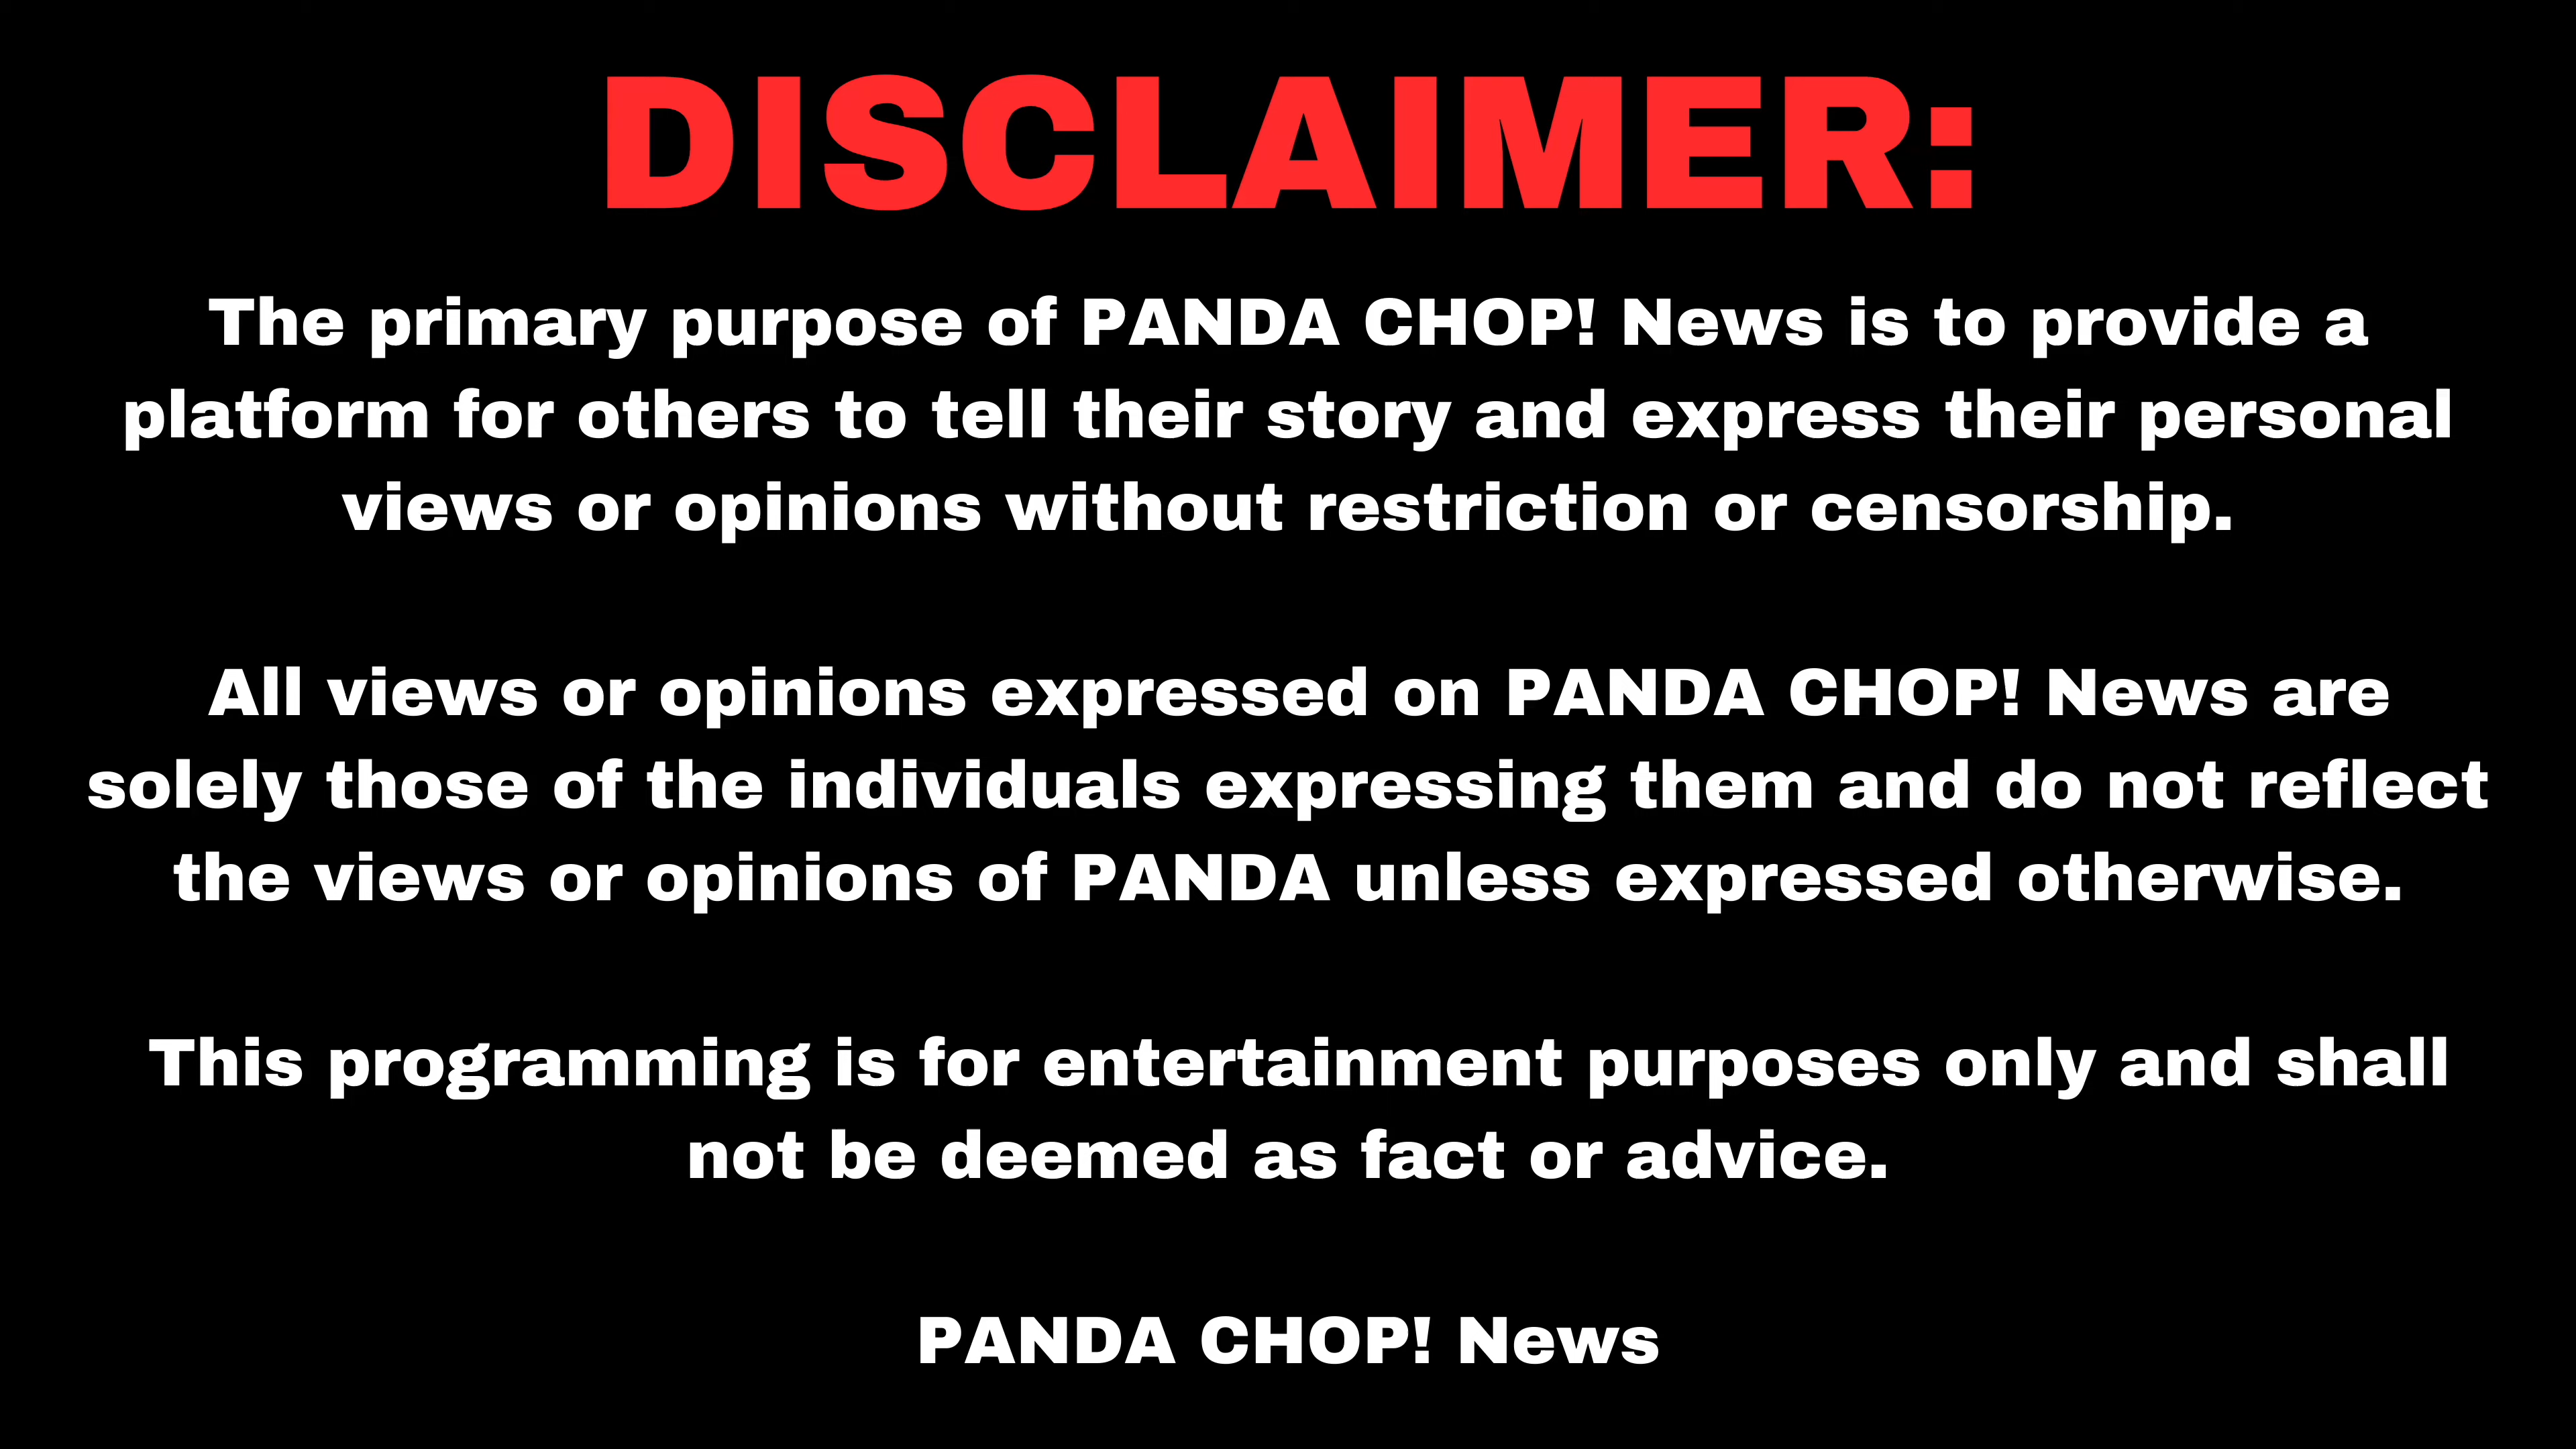 DISCLAIMER:
The primary purpose of PANDA CHOP! News is to provide a
platform for others to tell their story and express their personal
views or opinions without restriction or censorship.
All views or opinions expressed on PANDA CHOP! News are
solely those of the individuals expressing them and do not reflect
the views or opinions of PANDA unless expressed otherwise.
This programming is for entertainment purposes only and shall
not be deemed as fact or advice.
PANDA CHOP! News